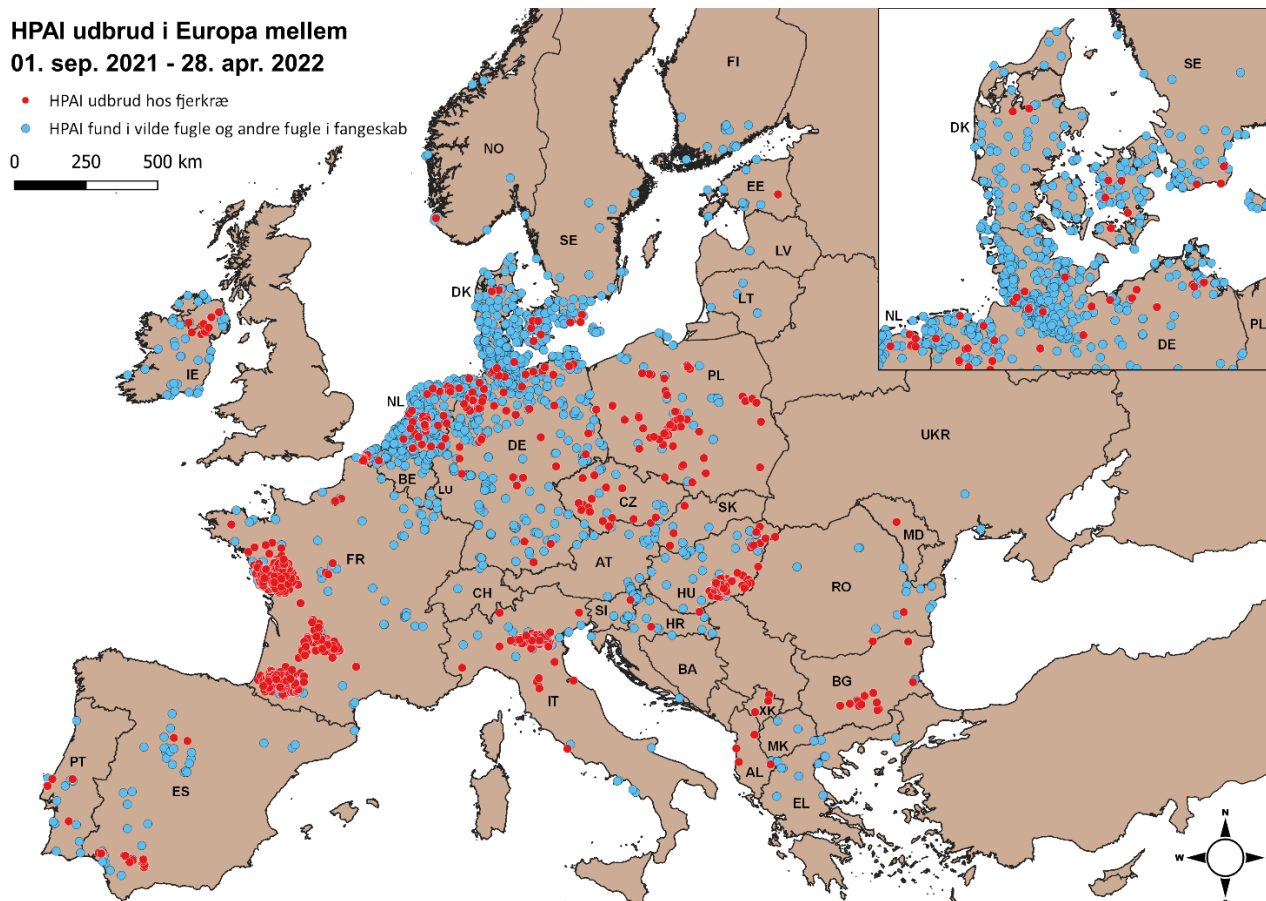 HPAI udbrud i Europa mellem
01. sep. 2021 - 28. apr. 2022
HPAI udbrud hos fjerkræ
HPAI fund i vilde fugle og andre fugle i fangeskab
0 250 500 km
FI
NO
SE
EE
LV
LT
DK
IE
NL
PL
DE
BE
LU
CZ
SK
UKR
FR
AT
MD
CH
HU
RO
SI
HR
BA
IT
BG
XK
MK
AL
EL
PT
ES
SE
DK
NL
DE
PL
N
W
E
S